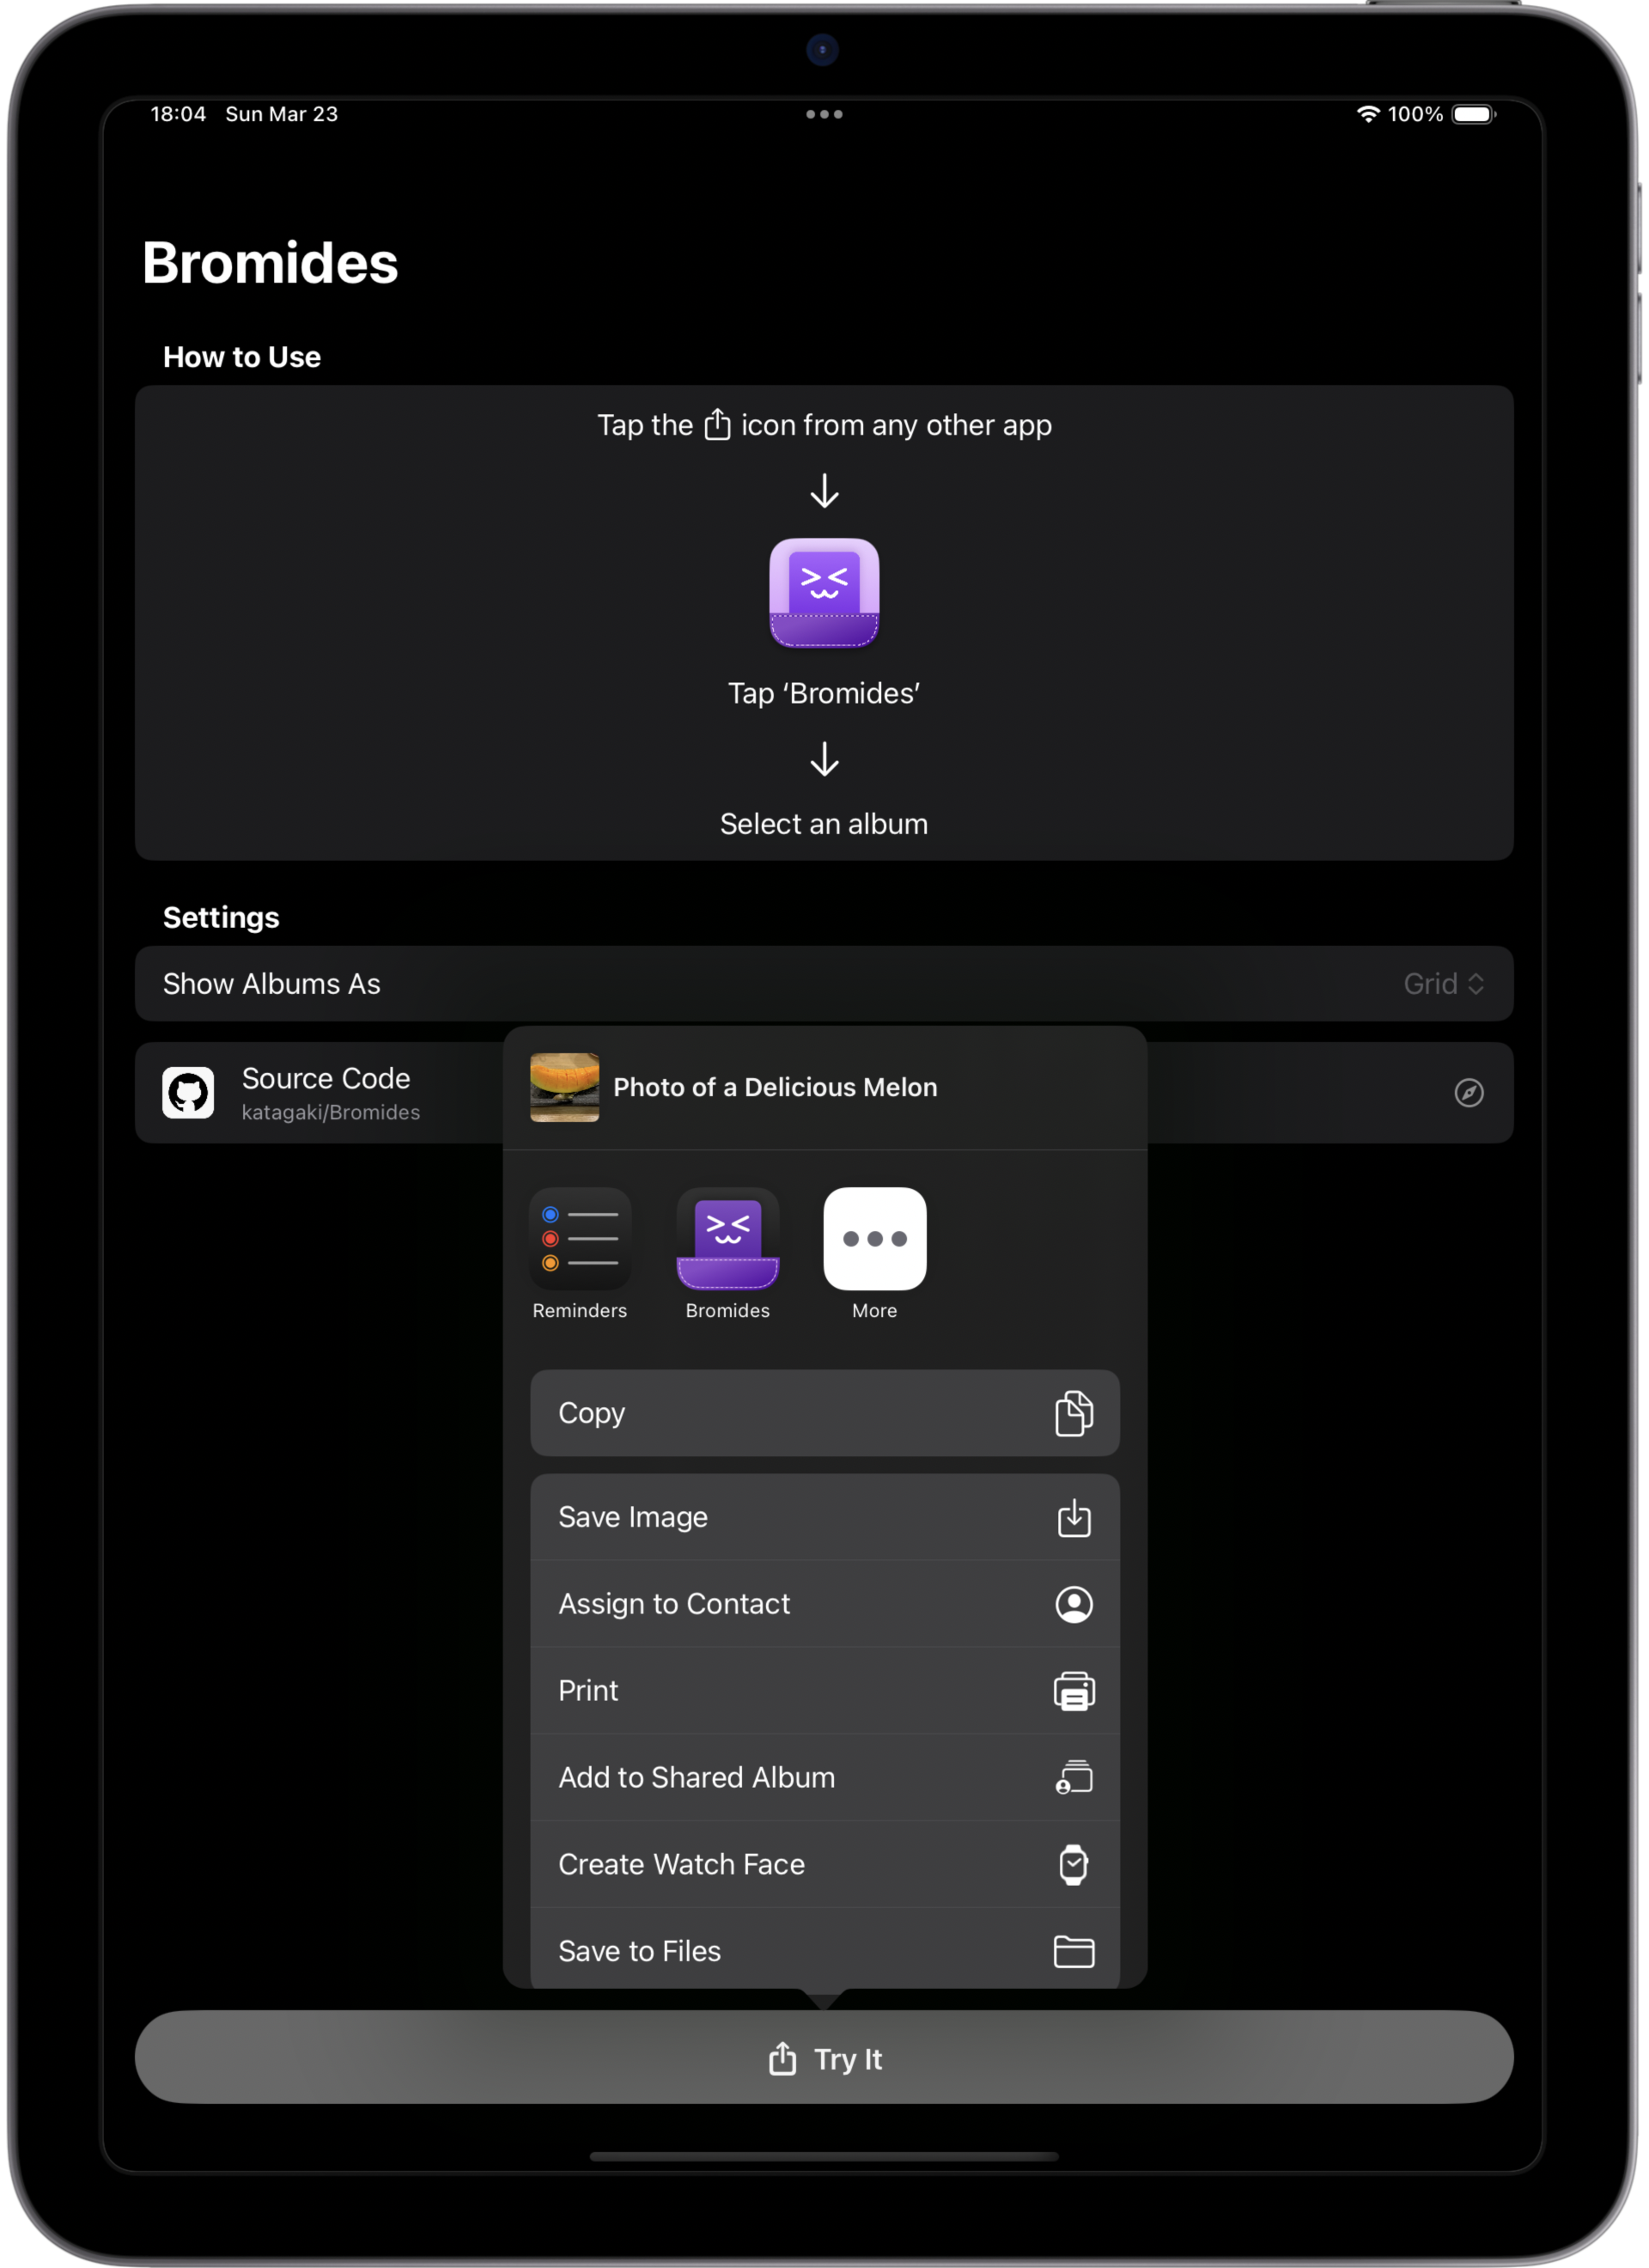 18:04 Sun Mar 23
100%
Bromides
How to Use
Tap the icon from any other app
Tap ‘Bromides’
Select an album
Settings
Show Albums As
Grid
Source Code
katagaki/Bromides
Photo of a Delicious Melon
Reminders
Bromides
More
Copy
Save Image
Assign to Contact
Print
Add to Shared Album
Create Watch Face
Save to Files
Try It